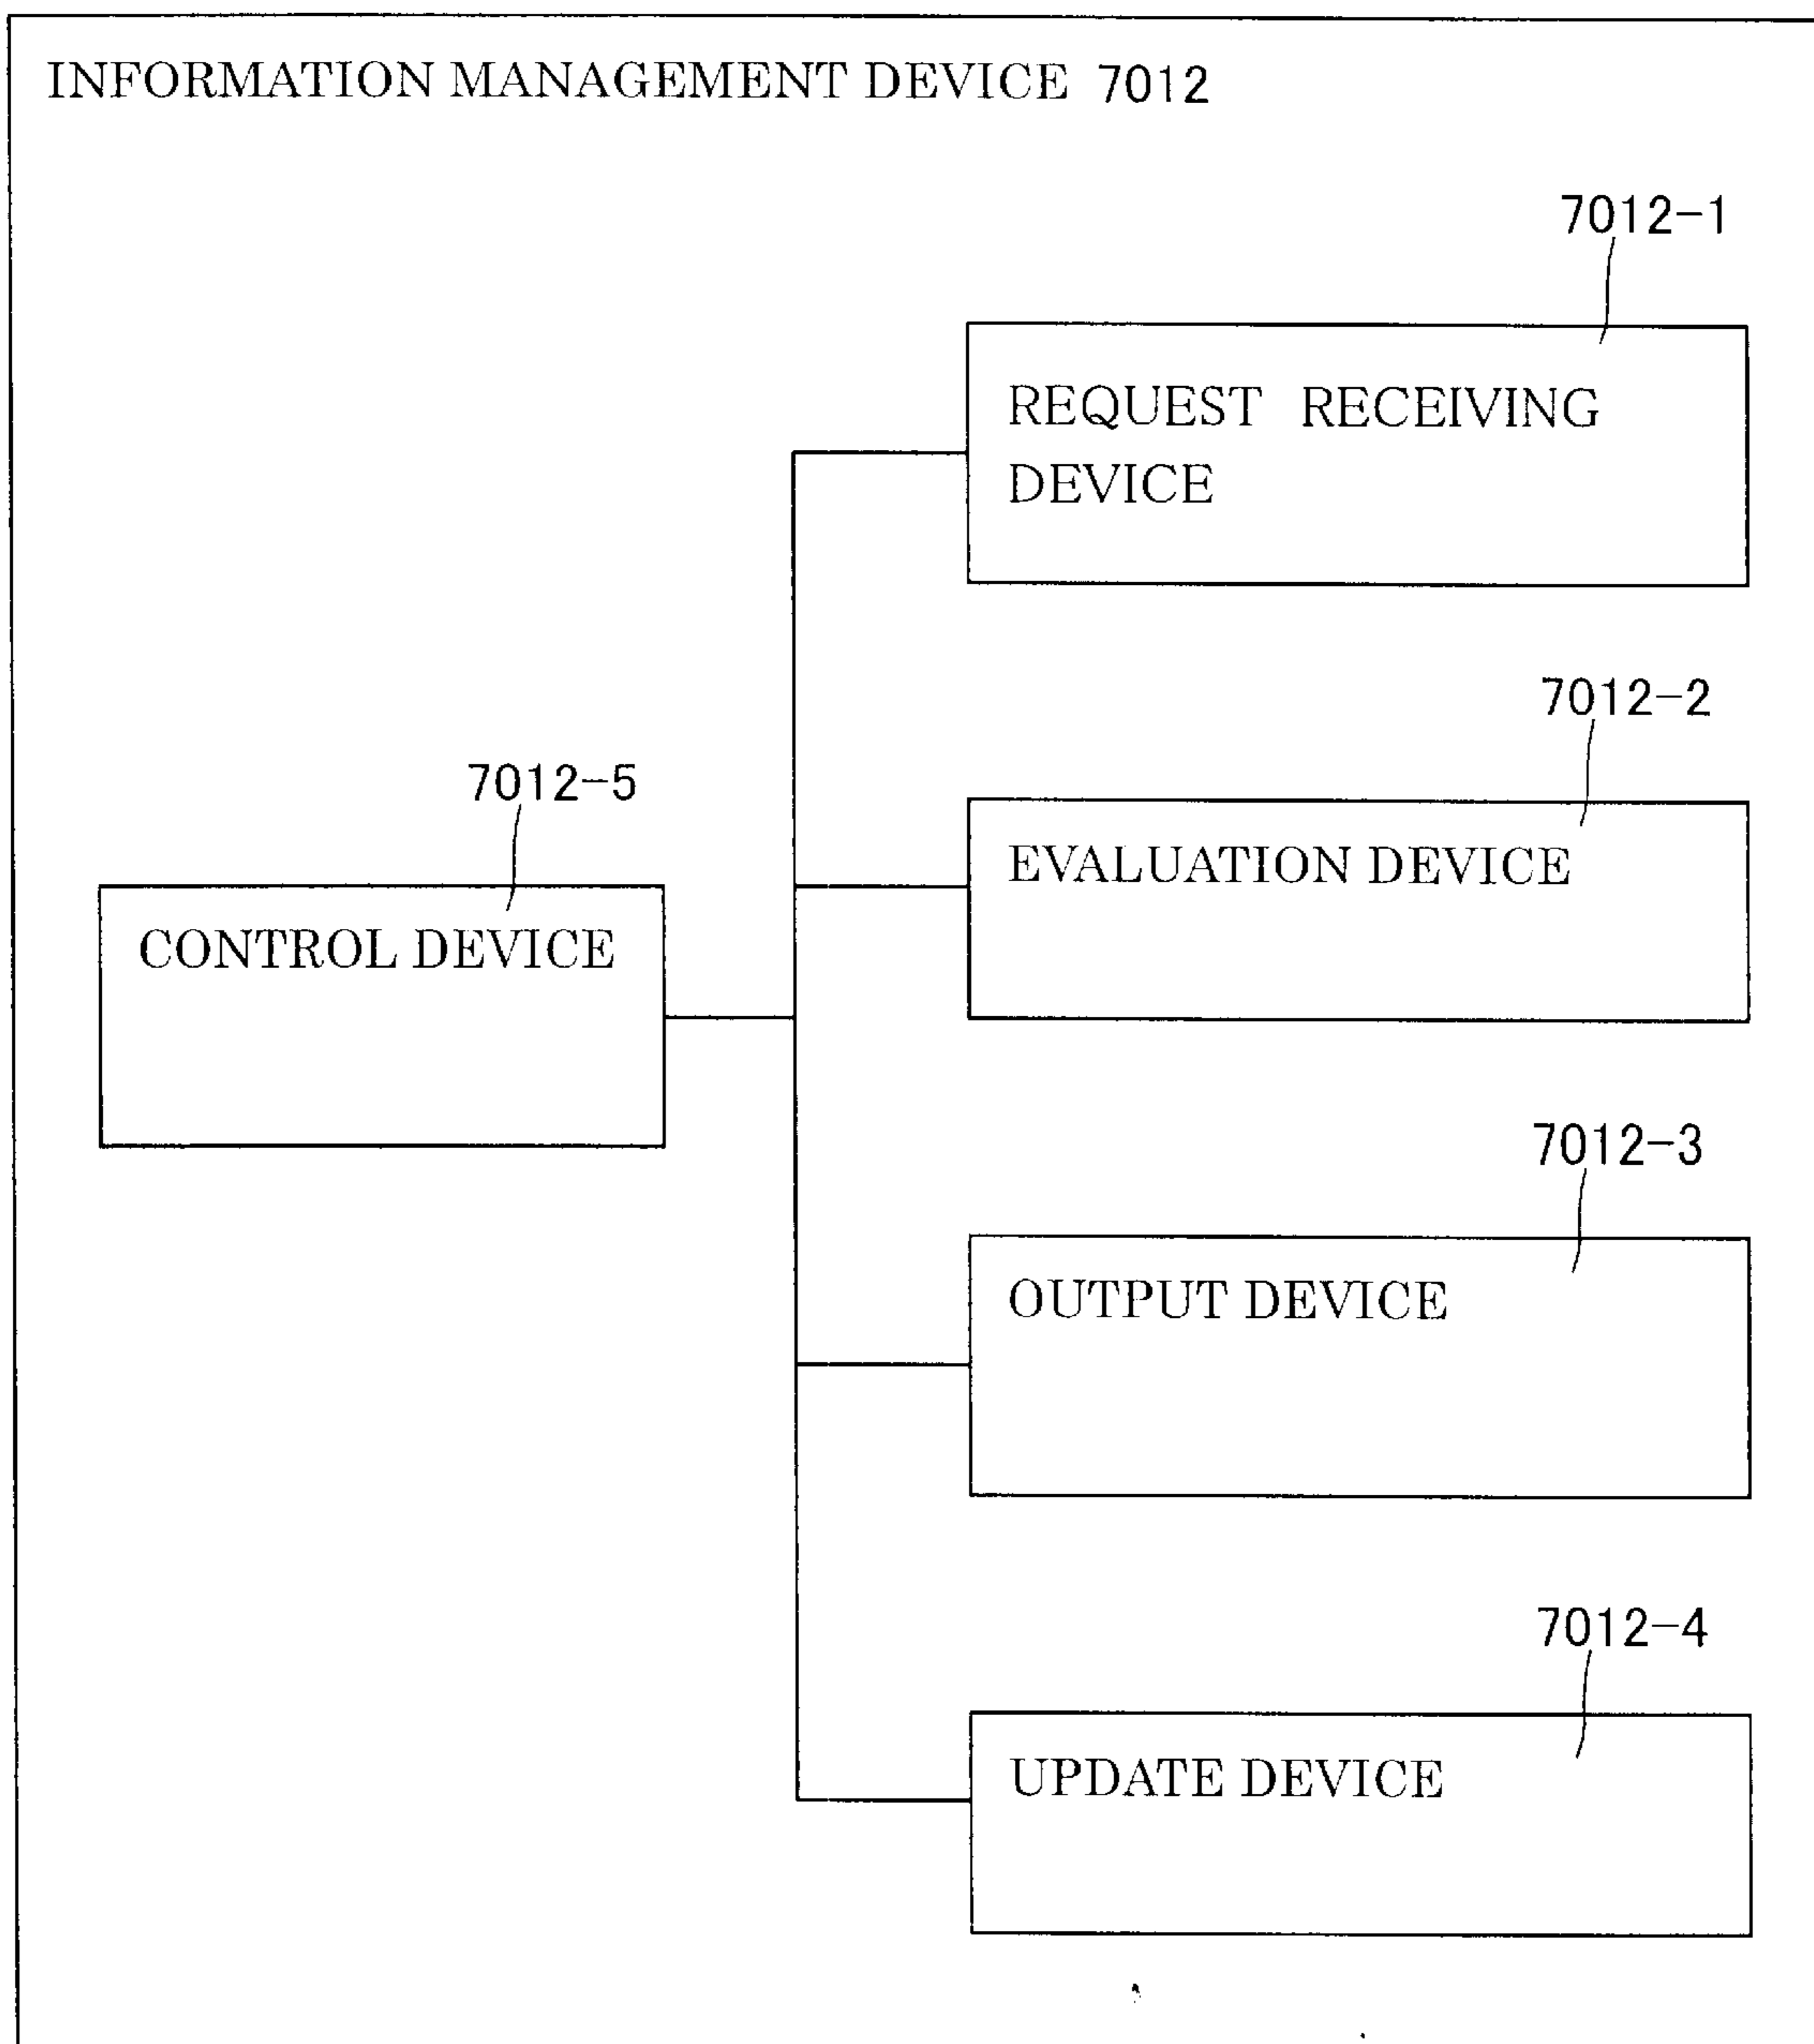 INFORMATION MANAGEMENT DEVICE 7012
7012-1
REQUEST RECEIVING
DEVICE
7012-2
EVALUATION DEVICE
7012-5
CONTROL DEVICE
7012-3
OUTPUT DEVICE
7012-4
UPDATE DEVICE